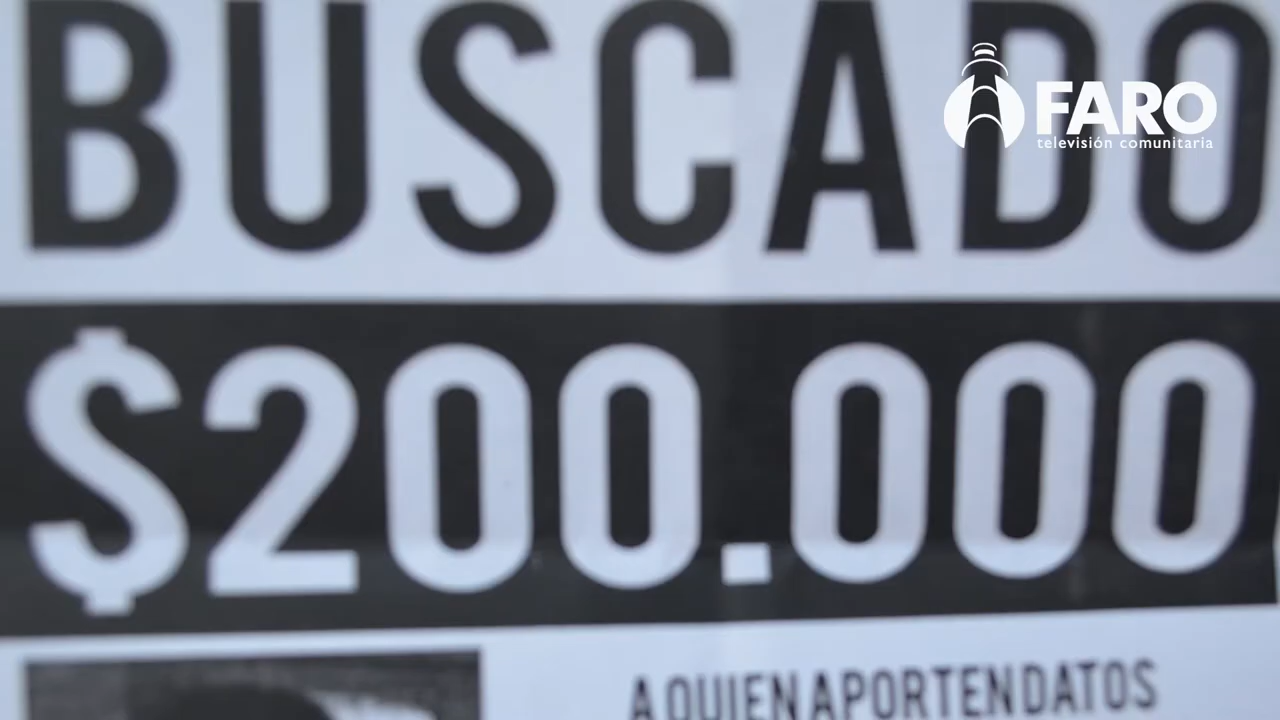 BUSCADO
FARO
televisión comunitaria
$200.000
A QUIEN APORTEN DATOS